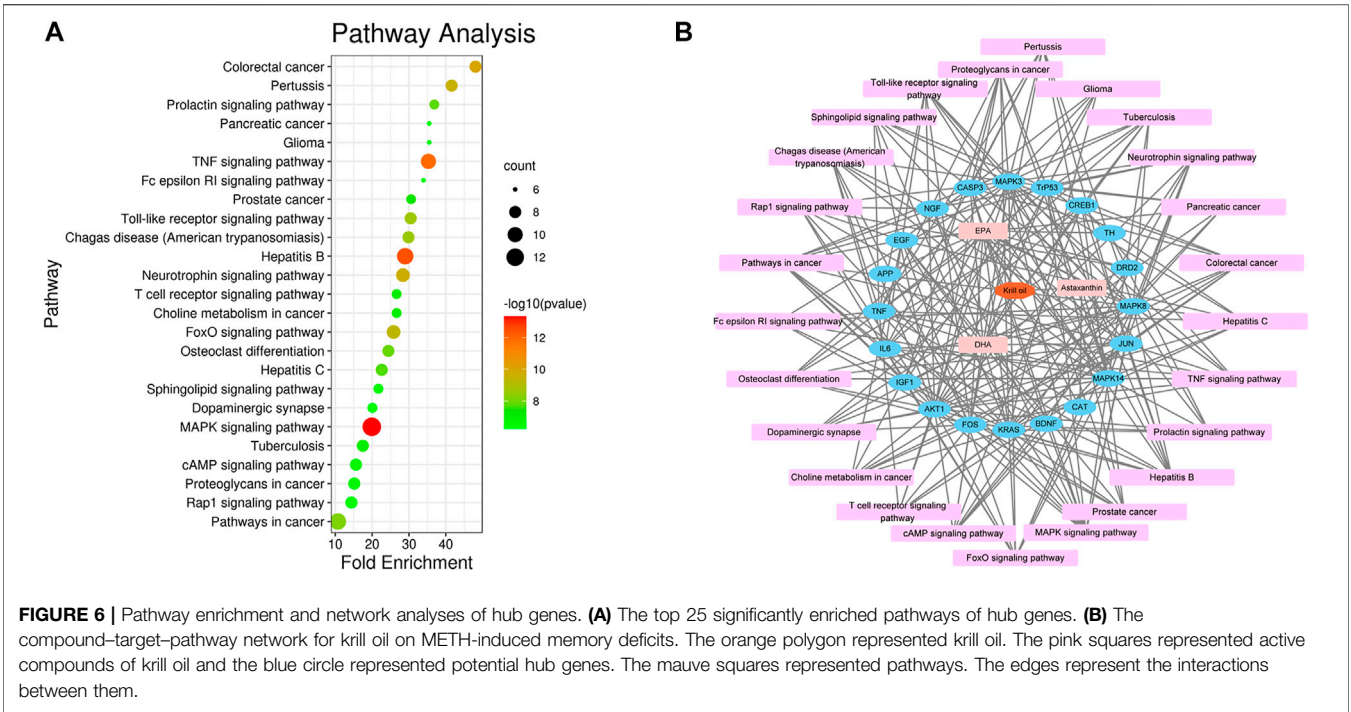 A
Pathway Analysis
Pathway
Colorectal cancer
Pertussis
Prolactin signaling pathway
Pancreatic cancer
Glioma
TNF signaling pathway
Fc epsilon RI signaling pathway
Prostate cancer
Toll-like receptor signaling pathway
Chagas disease (American trypanosomiasis)
Hepatitis B
Neurotrophin signaling pathway
T cell receptor signaling pathway
Choline metabolism in cancer
FoxO signaling pathway
Osteoclast differentiation
Hepatitis C
Sphingolipid signaling pathway
Dopaminergic synapse
MAPK signaling pathway
Tuberculosis
cAMP signaling pathway
Proteoglycans in cancer
Rap1 signaling pathway
Pathways in cancer
10 20 30 40
Fold Enrichment
count
6
8
10
12
-log10(pvalue)
12
10
8
B
Pertussis
Proteoglycans in cancer
Toll-like receptor signaling
pathway
Glioma
Sphingolipid signaling pathway
Tuberculosis
Chagas disease (American
trypanosomiasis)
Neurotrophin signaling pathway
Rap1 signaling pathway
Pancreatic cancer
Pathways in cancer
Colorectal cancer
Fc epsilon RI signaling pathway
Hepatitis C
Osteoclast differentiation
TNF signaling pathway
Dopaminergic synapse
Prolactin signaling pathway
Choline metabolism in cancer
Hepatitis B
T cell receptor signaling
pathway
Prostate cancer
cAMP signaling pathway
MAPK signaling pathway
FoxO signaling pathway
CASP3
MAPK3
TrP53
NGF
CREB1
EGF
EPA
TH
APP
DRD2
Krill oil
Astaxanthin
TNF
MAPK8
IL6
DHA
JUN
IGF1
MAPK14
AKT1
CAT
FOS
KRAS
BDNF
FIGURE 6 | Pathway enrichment and network analyses of hub genes. (A) The top 25 significantly enriched pathways of hub genes. (B) The
compound–target–pathway network for krill oil on METH-induced memory deficits. The orange polygon represented krill oil. The pink squares represented active
compounds of krill oil and the blue circle represented potential hub genes. The mauve squares represented pathways. The edges represent the interactions
between them.